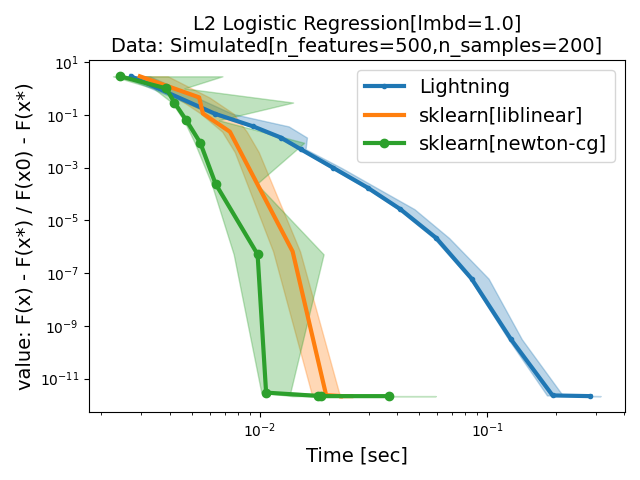 L2 Logistic Regression[lmbd=1.0]
Data: Simulated[n_features=500,n_samples=200]
value: F(x) - F(x*) / F(x0) - F(x*)
10¹
10⁻¹
10⁻³
10⁻⁵
10⁻⁷
10⁻⁹
10⁻¹¹
Lightning
sklearn[liblinear]
sklearn[newton-cg]
10⁻²
10⁻¹
Time [sec]